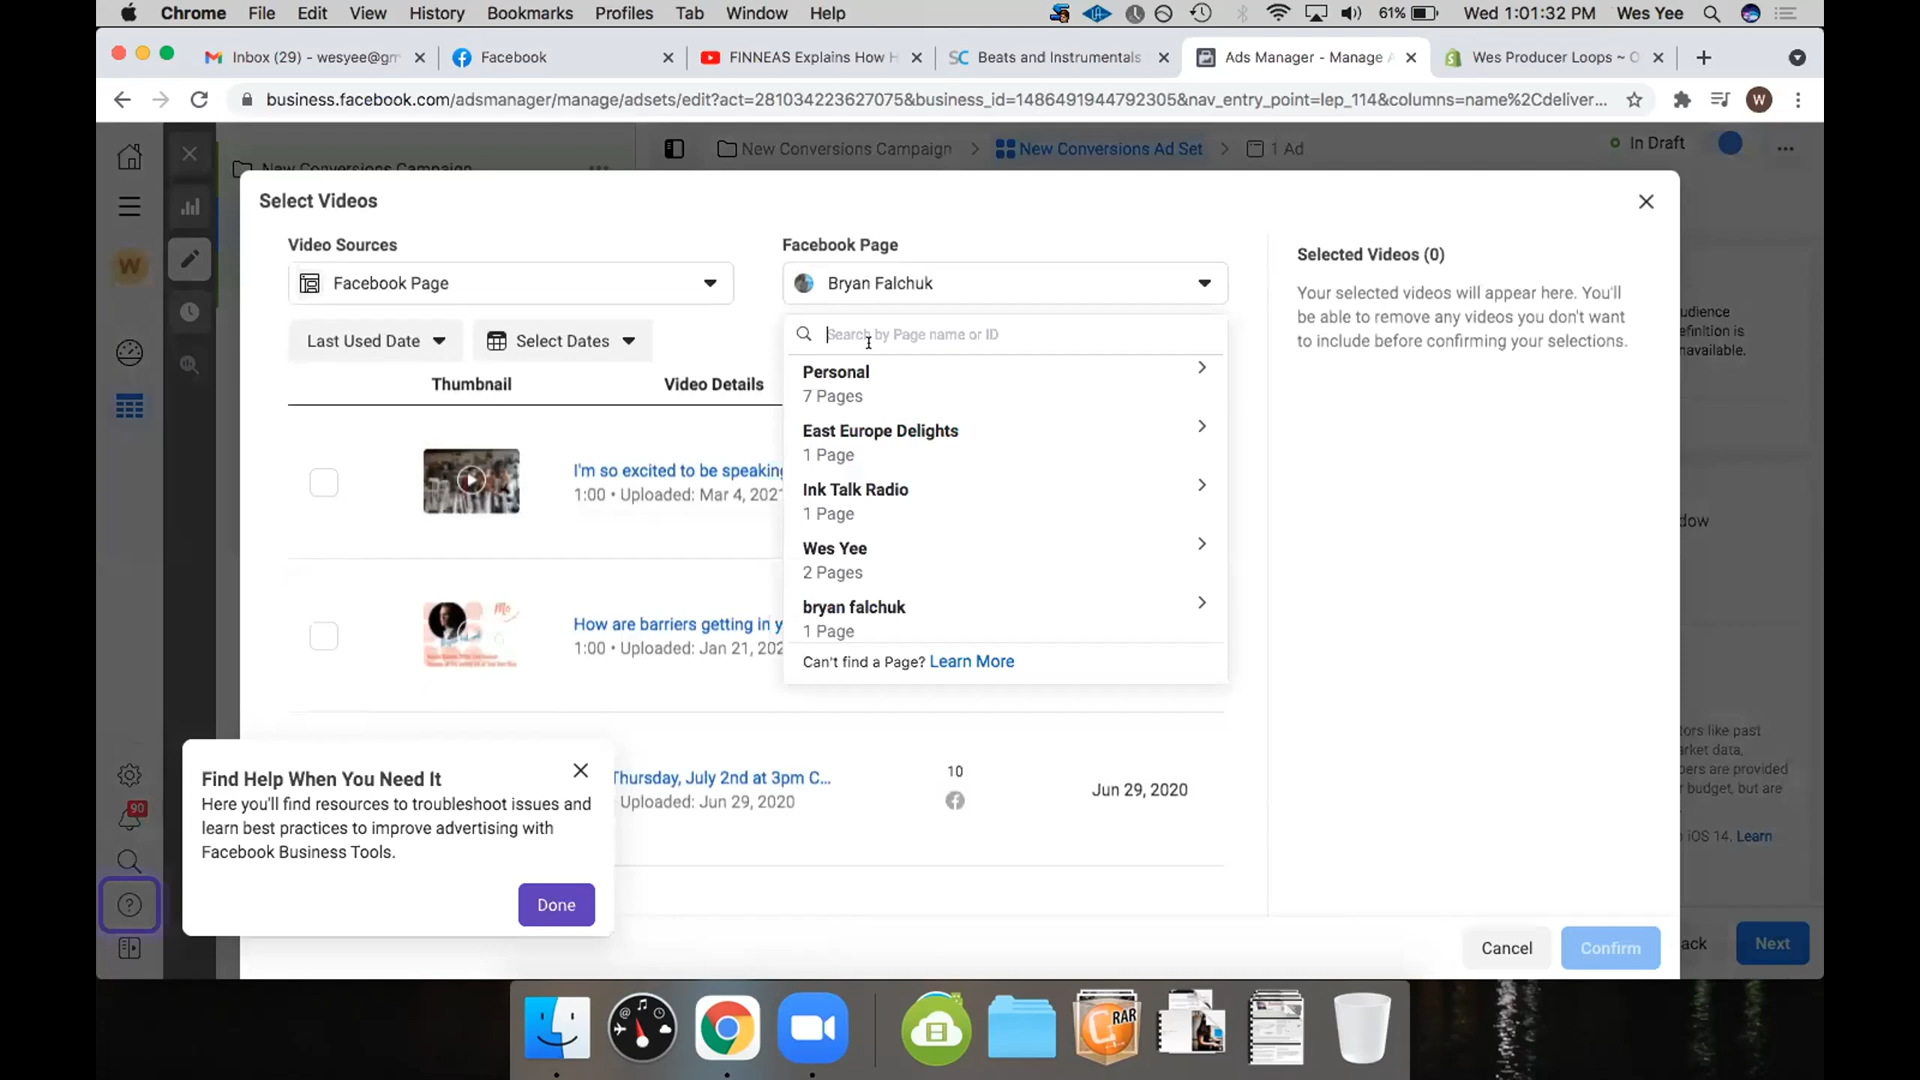 Chrome File Edit View History Bookmarks Profiles Tab Window Help 61% Wed 1:01:32 PM Wes Yee
Inbox (29) - wesyee@gm
Facebook
FINNEAS Explains How H
SC Beats and Instrumentals
Ads Manager - Manage A
Wes Producer Loops ~ O
business.facebook.com/adsmanager/manage/adsets/edit?act=281034223627075&business_id=1486491944792305&nav_entry_point=lep_114&columns=name%2Cdeliver...
W
W
90
New Conversions Campaign
New Conversions Campaign > New Conversions Ad Set > 1 Ad
In Draft
Select Videos
Video Sources
Facebook Page
Facebook Page
Bryan Falchuk
Last Used Date
Select Dates
Thumbnail
Video Details
I'm so excited to be speaking
1:00 • Uploaded: Mar 4, 202
How are barriers getting in y
1:00 • Uploaded: Jan 21, 202
Thursday, July 2nd at 3pm C...
Uploaded: Jun 29, 2020
10
Jun 29, 2020
Search by Page name or ID
Personal
7 Pages
East Europe Delights
1 Page
Ink Talk Radio
1 Page
Wes Yee
2 Pages
bryan falchuk
1 Page
Can't find a Page? Learn More
Selected Videos (0)
Your selected videos will appear here. You'll
be able to remove any videos you don't want
to include before confirming your selections.
udience
efinition is
navailable.
dow
tors like past
arket data,
bers are provided
r budget, but are
iOS 14. Learn
Find Help When You Need It
Here you'll find resources to troubleshoot issues and
learn best practices to improve advertising with
Facebook Business Tools.
Done
Cancel
Confirm
ack
Next
RAR